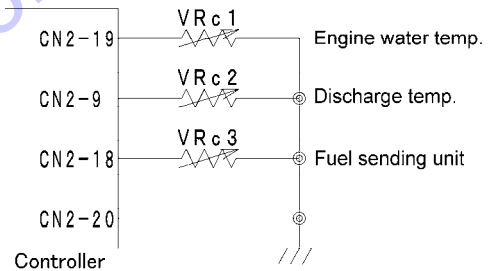 VRc1
CN2-19 Engine water temp.
VRc2
CN2-9 Discharge temp.
VRc3
CN2-18 Fuel sending unit
CN2-20
Controller